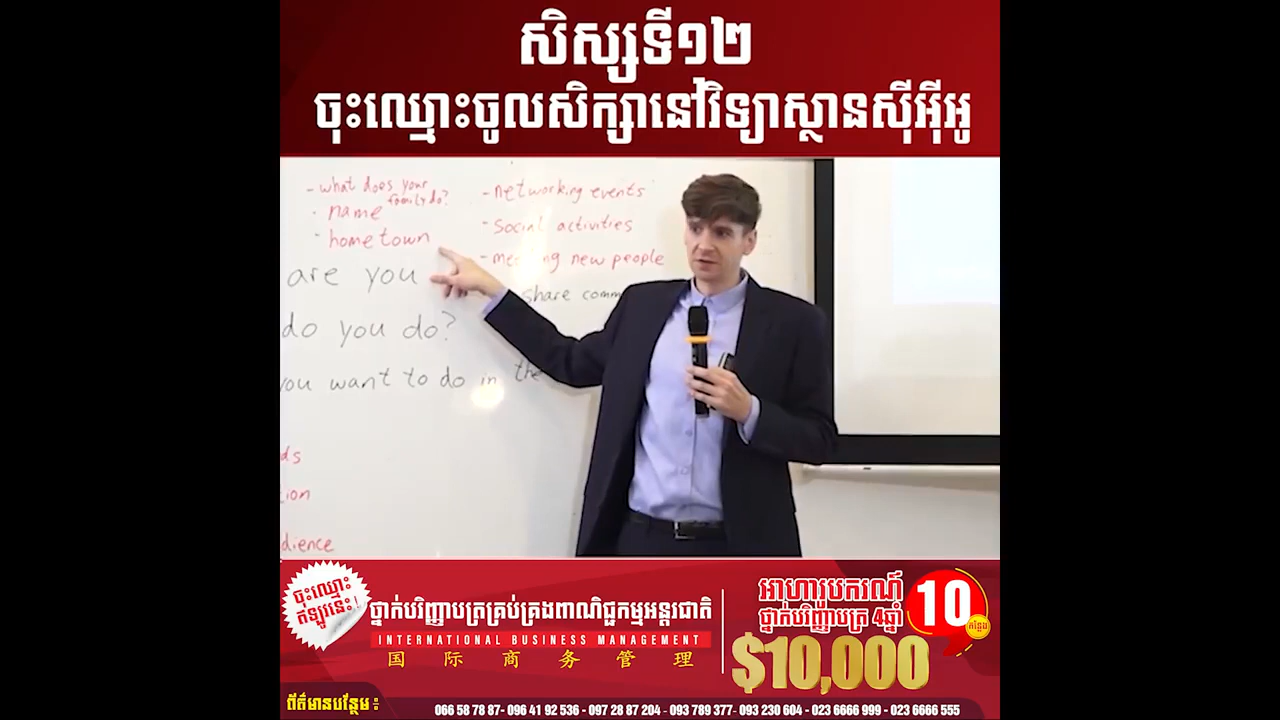 សិស្សទី១២
ចុះឈ្មោះចូលសិក្សានៅវិទ្យាស្ថានស៊ីអ៊ីអូ
- what does your family do?
- name
- home town
- networking events
- social activities
- new people
are you
share
do you do?
you want to do in the
ចុះឈ្មោះ
ឥឡូវនេះ!
ថ្នាក់បរិញ្ញាបត្រគ្រប់គ្រងពាណិជ្ជកម្មអន្តរជាតិ
INTERNATIONAL BUSINESS MANAGEMENT
国 际 商 务 管 理
អាហារូបករណ៍
ថ្នាក់បរិញ្ញាបត្រ 4ឆ្នាំ
10
កន្លែង
$10,000
ព័ត៌មានបន្ថែម ៖
066 58 78 87- 096 41 92 536 - 097 28 87 204 - 093 789 377- 093 230 604 - 023 6666 999 - 023 6666 555